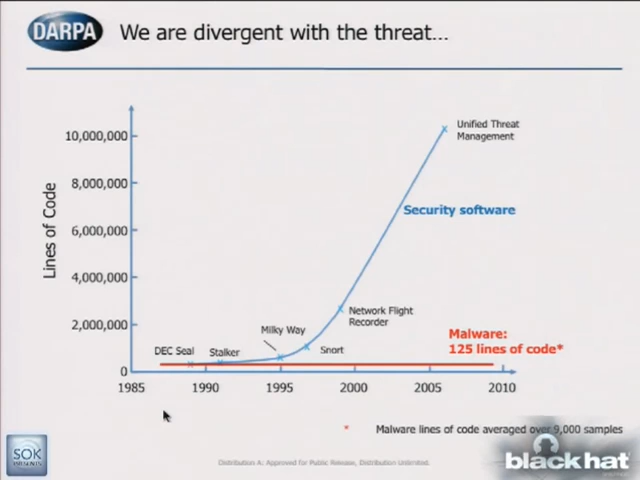 DARPA
We are divergent with the threat...
Lines of Code
10,000,000
8,000,000
6,000,000
4,000,000
2,000,000
0
1985
1990
1995
2000
2005
2010
DEC Seal
Stalker
Milky Way
Snort
Network Flight
Recorder
Unified Threat
Management
Security software
Malware:
125 lines of code*
* Malware lines of code averaged over 9,000 samples
SOK
PRESENTS
Distribution A: Approved for Public Release, Distribution Unlimited.
black hat